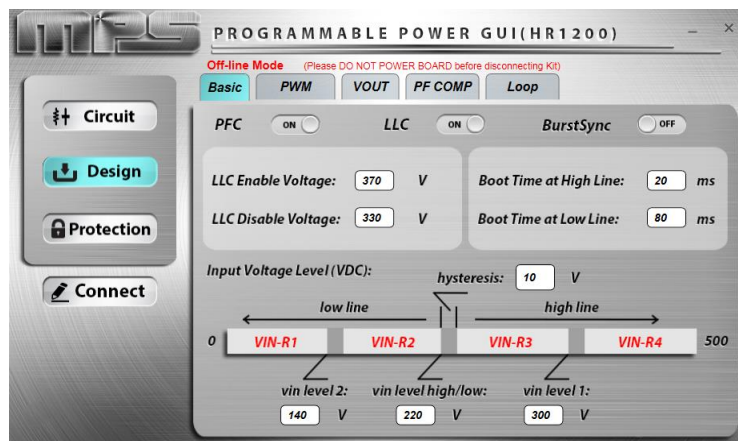 MPS PROGRAMMABLE POWER GUI(HR1200)
Off-line Mode (Please DO NOT POWER BOARD before disconnecting Kit)
Basic PWM VOUT PF COMP Loop
Circuit
Design
Protection
Connect
PFC ON LLC ON BurstSync OFF
LLC Enable Voltage: 370 V Boot Time at High Line: 20 ms
LLC Disable Voltage: 330 V Boot Time at Low Line: 80 ms
Input Voltage Level (VDC): hysteresis: 10 V
low line high line
0 VIN-R1 VIN-R2 VIN-R3 VIN-R4 500
vin level 2: vin level high/low: vin level 1:
140 V 220 V 300 V